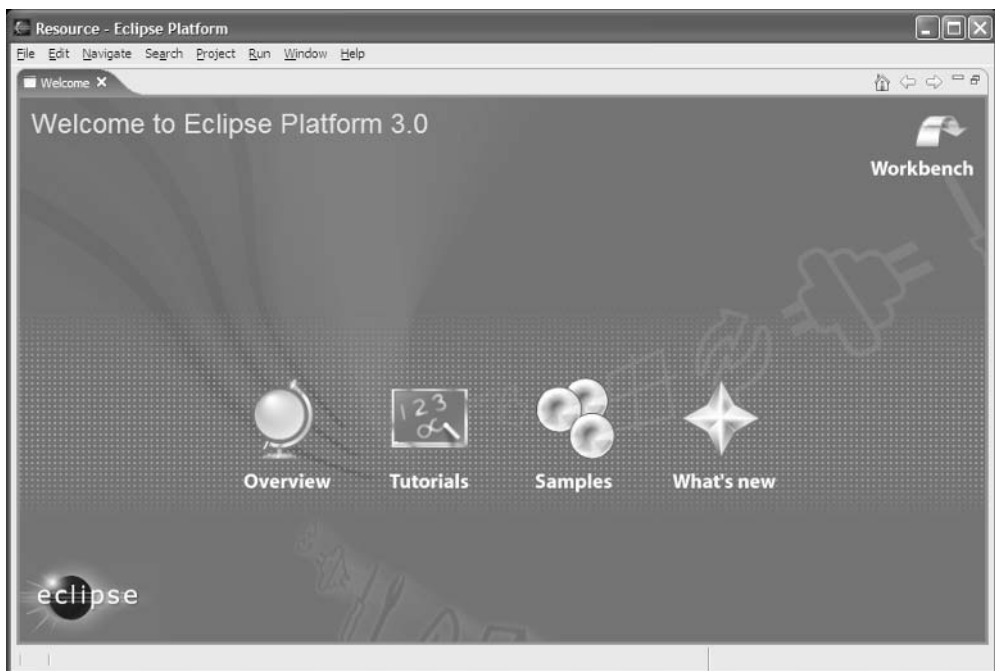 Resource - Eclipse Platform
File Edit Navigate Search Project Run Window Help
Welcome
Welcome to Eclipse Platform 3.0
Workbench
123
Overview Tutorials Samples What's new
eclipse